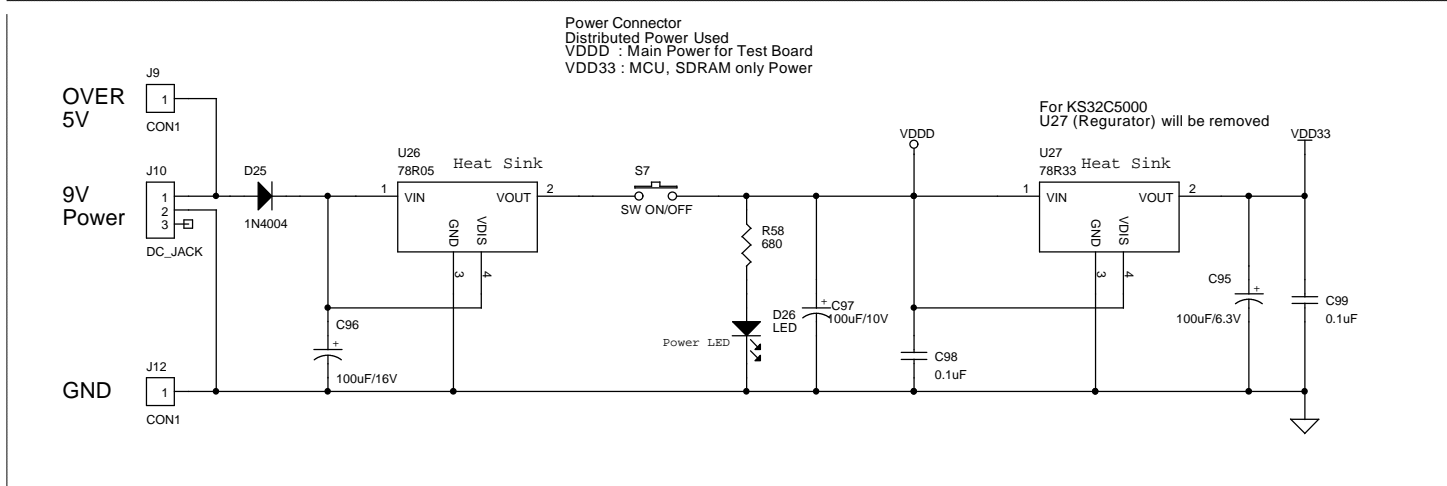 Power Connector
Distributed Power Used
VDDD : Main Power for Test Board
VDD33 : MCU, SDRAM only Power
J9
OVER
5V
1
CON1
For KS32C5000
U27 (Regurator) will be removed
VDDD
VDD33
J10
9V
Power
1
2
3
DC_JACK
D25
1N4004
U26
Heat Sink
78R05
1
VIN
VOUT
2
GND
VDIS
3
4
S7
SW ON/OFF
R58
680
U27
Heat Sink
78R33
1
VIN
VOUT
2
GND
VDIS
3
4
C96
+
100uF/16V
D26
LED
Power LED
+
C97
100uF/10V
C98
0.1uF
C95
+
100uF/6.3V
C99
0.1uF
J12
GND
1
CON1